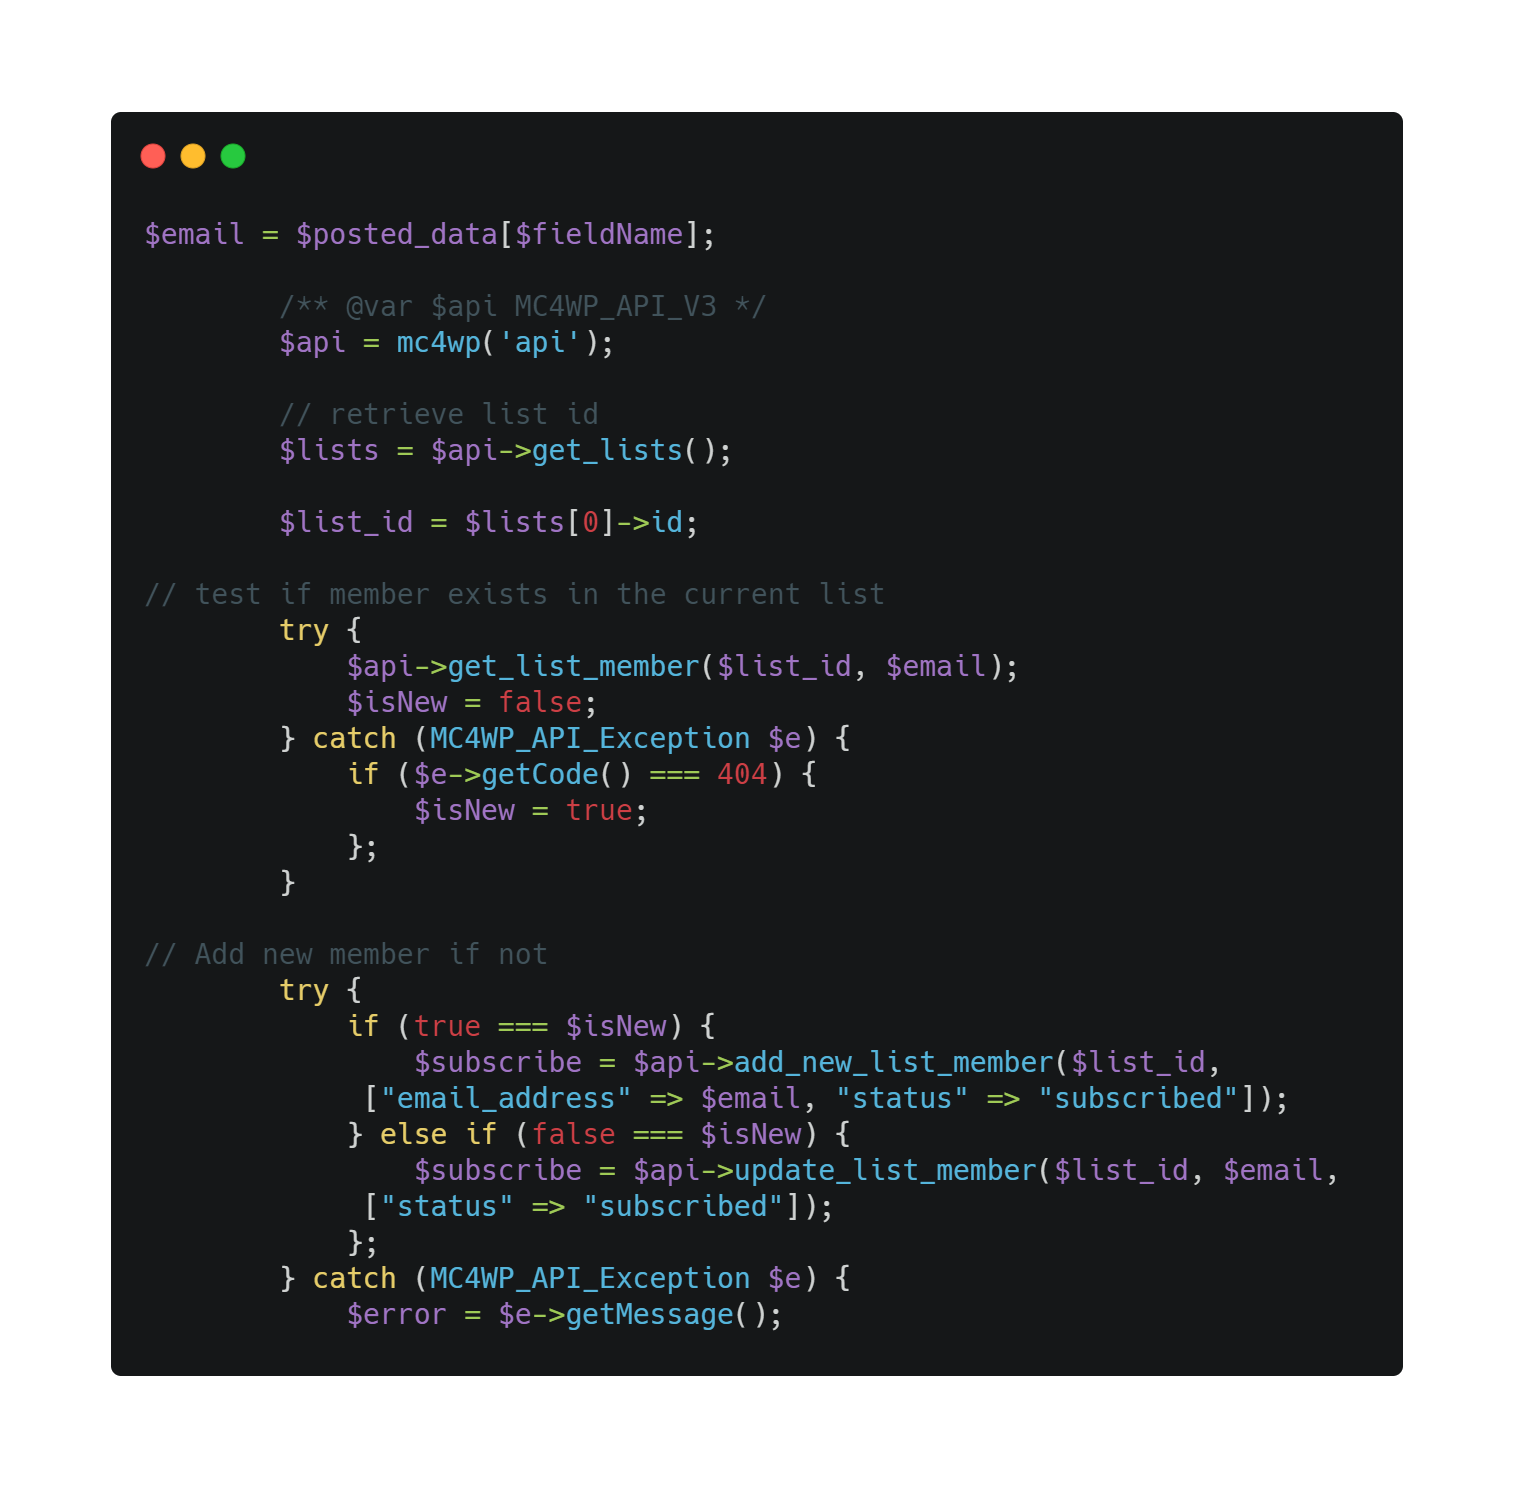 $email = $posted_data[$fieldName];
/** @var $api MC4WP_API_V3 */
$api = mc4wp('api');
// retrieve list id
$lists = $api->get_lists();
$list_id = $lists[0]->id;
// test if member exists in the current list
try {
$api->get_list_member($list_id, $email);
$isNew = false;
} catch (MC4WP_API_Exception $e) {
if ($e->getCode() === 404) {
$isNew = true;
};
}
// Add new member if not
try {
if (true === $isNew) {
$subscribe = $api->add_new_list_member($list_id,
["email_address" => $email, "status" => "subscribed"]);
} else if (false === $isNew) {
$subscribe = $api->update_list_member($list_id, $email,
["status" => "subscribed"]);
};
} catch (MC4WP_API_Exception $e) {
$error = $e->getMessage();